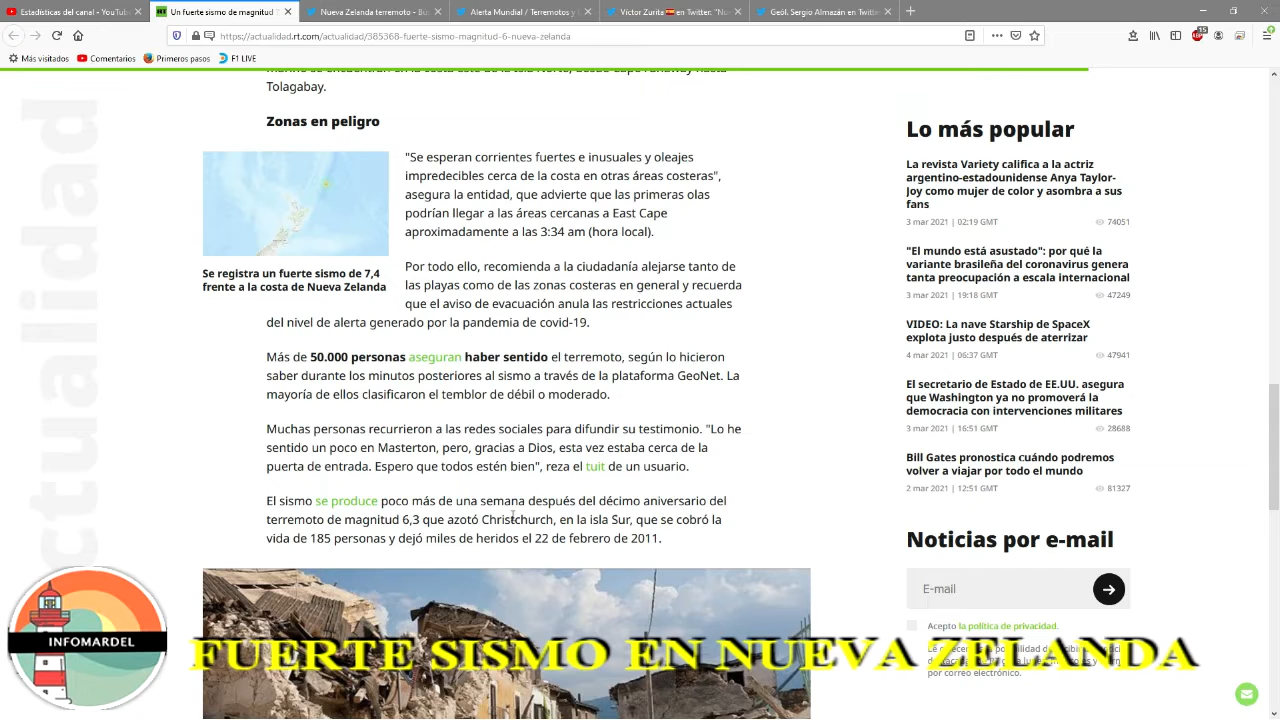 Estadísticas del canal - YouTub
Un fuerte sismo de magnitud 7
Nueva Zelanda terremoto - Bús
Alerta Mundial / Terremotos y C
Víctor Zurita en Twitter: "Nuev
Geól. Sergio Almazán en Twitter
https://actualidad.rt.com/actualidad/385368-fuerte-sismo-magnitud-6-nueva-zelanda
Más visitados Comentarios Primeros pasos F1 LIVE
Tolagabay.
Zonas en peligro
"Se esperan corrientes fuertes e inusuales y oleajes
impredecibles cerca de la costa en otras áreas costeras",
asegura la entidad, que advierte que las primeras olas
podrían llegar a las áreas cercanas a East Cape
aproximadamente a las 3:34 am (hora local).
Se registra un fuerte sismo de 7,4
frente a la costa de Nueva Zelanda
Por todo ello, recomienda a la ciudadanía alejarse tanto de
las playas como de las zonas costeras en general y recuerda
que el aviso de evacuación anula las restricciones actuales
del nivel de alerta generado por la pandemia de covid-19.
Más de 50.000 personas aseguran haber sentido el terremoto, según lo hicieron
saber durante los minutos posteriores al sismo a través de la plataforma GeoNet. La
mayoría de ellos clasificaron el temblor de débil o moderado.
Muchas personas recurrieron a las redes sociales para difundir su testimonio. "Lo he
sentido un poco en Masterton, pero, gracias a Dios, esta vez estaba cerca de la
puerta de entrada. Espero que todos estén bien", reza el tuit de un usuario.
El sismo se produce poco más de una semana después del décimo aniversario del
terremoto de magnitud 6,3 que azotó Christchurch, en la isla Sur, que se cobró la
vida de 185 personas y dejó miles de heridos el 22 de febrero de 2011.
Lo más popular
La revista Variety califica a la actriz
argentino-estadounidense Anya Taylor-
Joy como mujer de color y asombra a sus
fans
3 mar 2021 | 02:19 GMT 74051
"El mundo está asustado": por qué la
variante brasileña del coronavirus genera
tanta preocupación a escala internacional
3 mar 2021 | 19:18 GMT 47249
VIDEO: La nave Starship de SpaceX
explota justo después de aterrizar
4 mar 2021 | 06:37 GMT 47941
El secretario de Estado de EE.UU. asegura
que Washington ya no promoverá la
democracia con intervenciones militares
3 mar 2021 | 16:51 GMT 28688
Bill Gates pronostica cuándo podremos
volver a viajar por todo el mundo
2 mar 2021 | 12:51 GMT 81327
Noticias por e-mail
E-mail
Acepto la política de privacidad.
por correo electrónico.
INFOMARDEL
FUERTE SISMO EN NUEVA ZELANDA